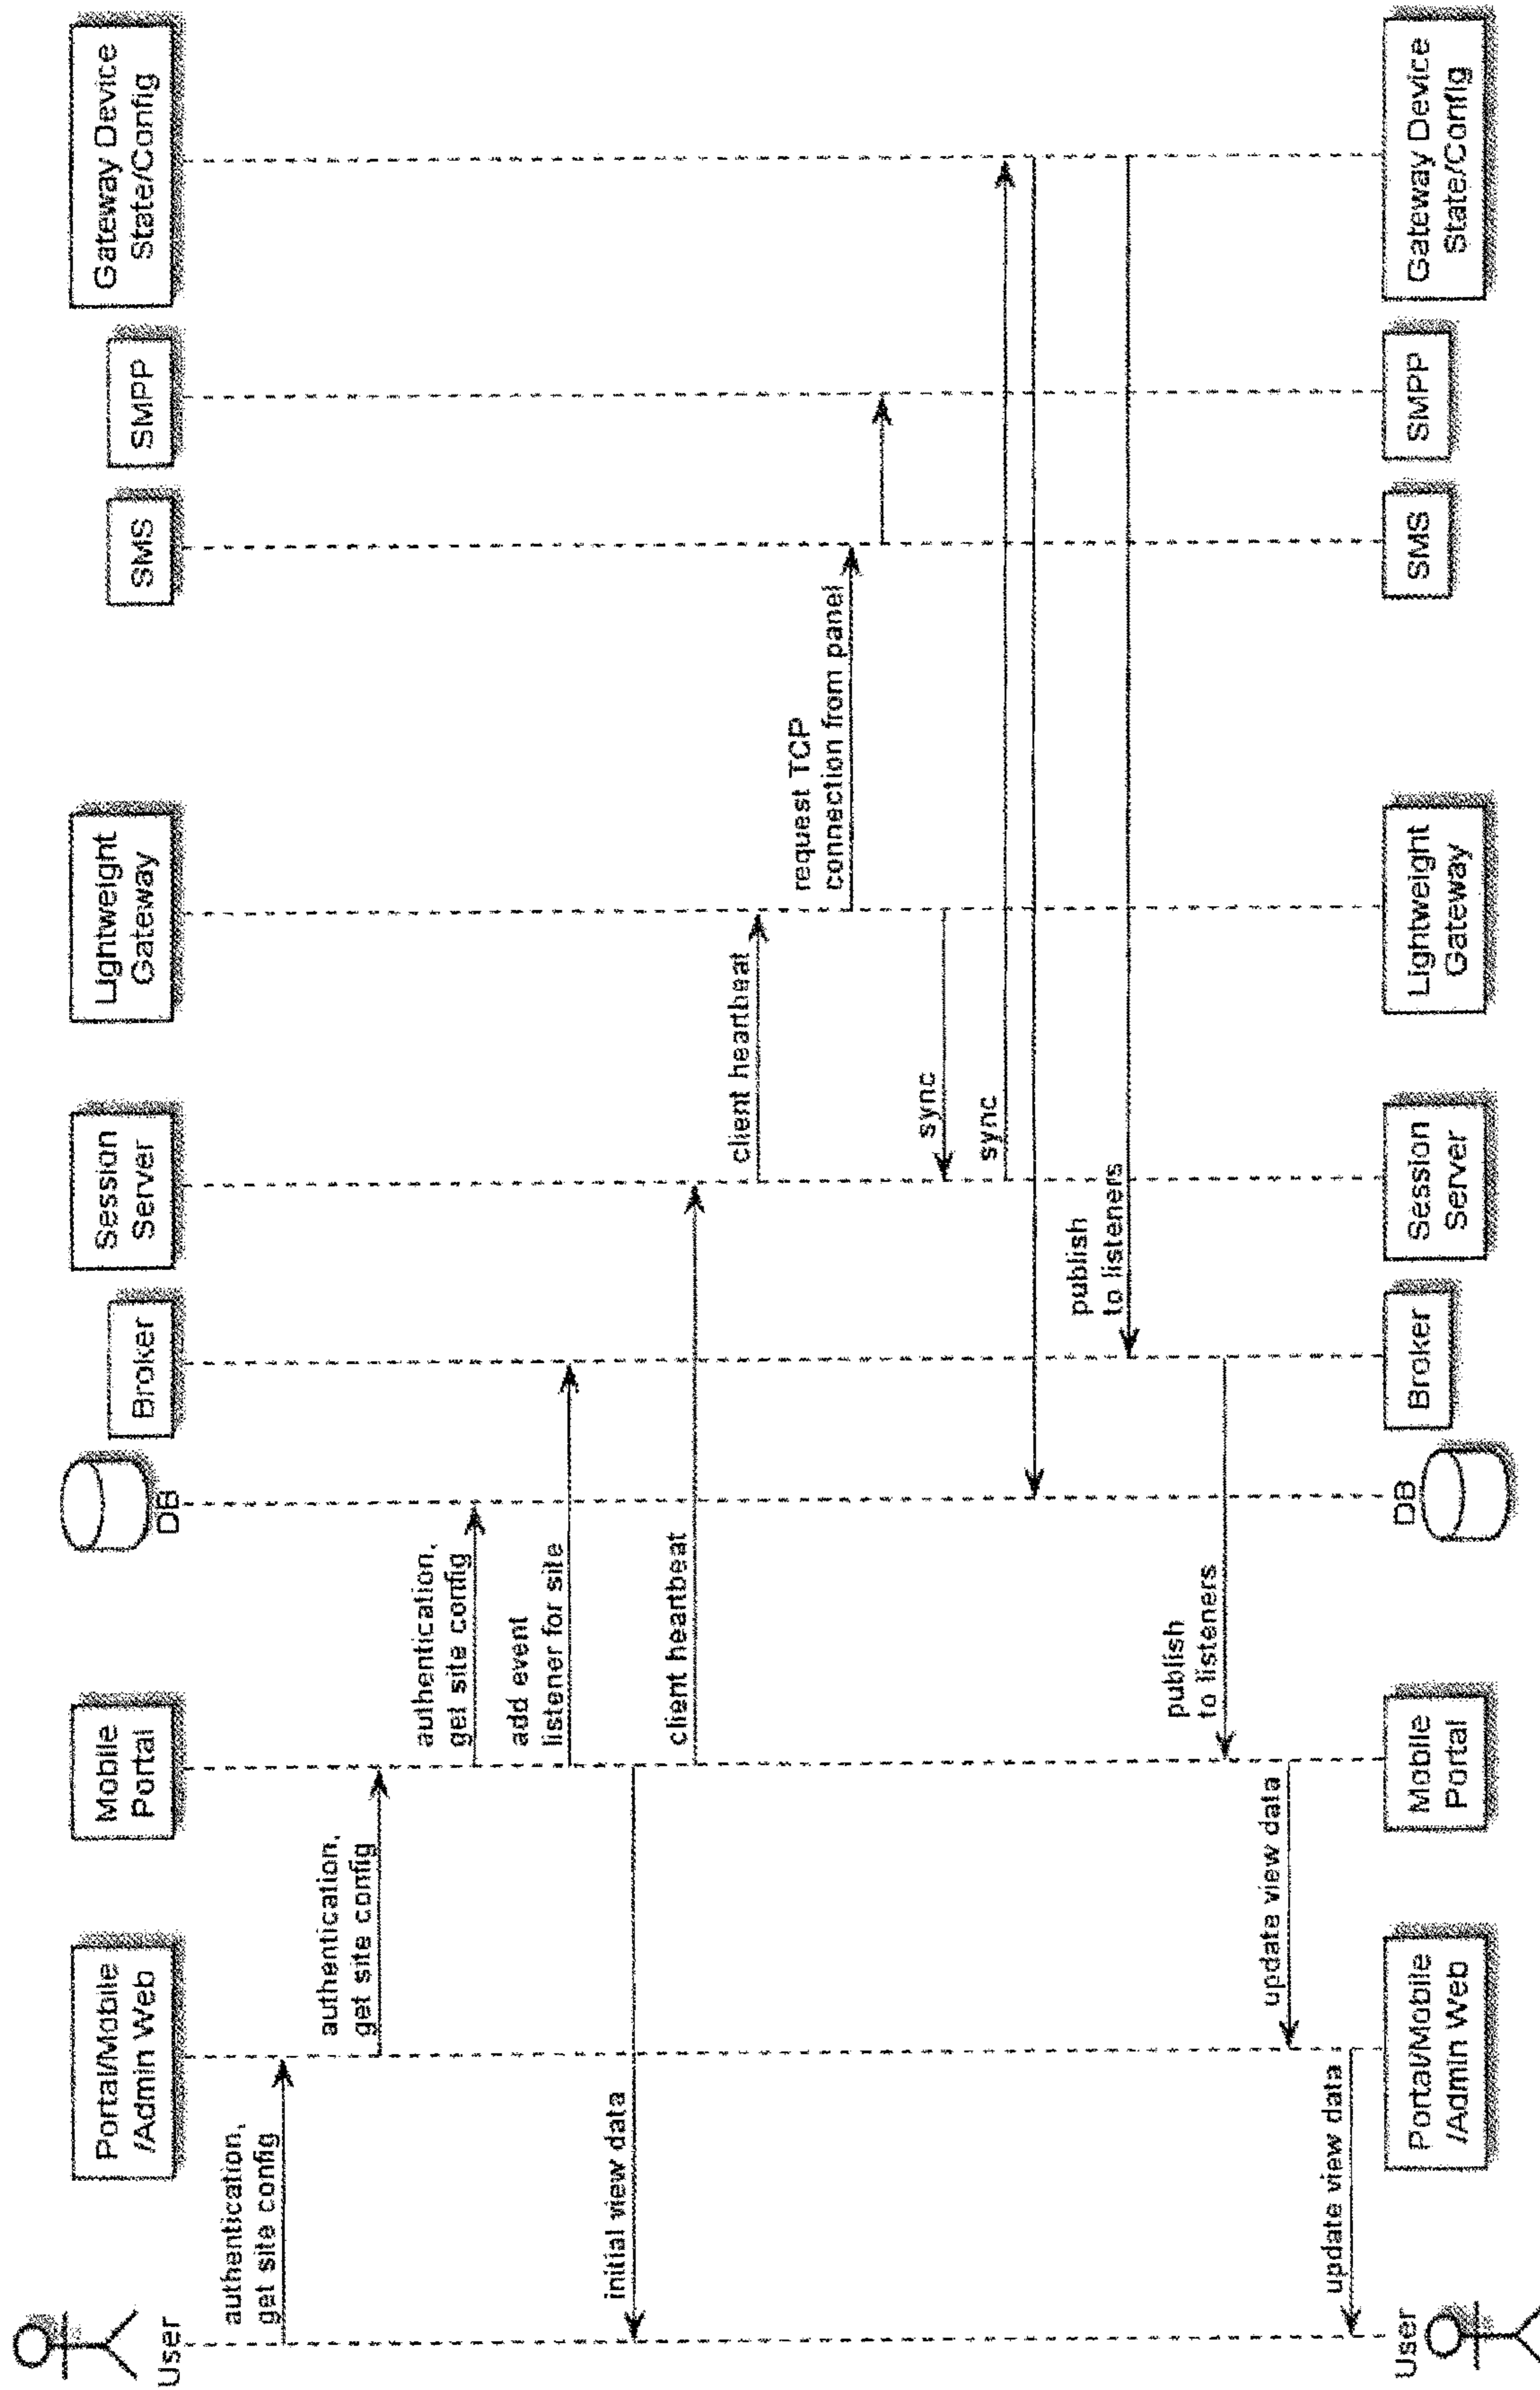 User
Portal/Mobile
/Admin Web
Mobile
Portal
DB
Broker
Session
Server
Lightweight
Gateway
SMS
SMPP
Gateway Device
State/Config
authentication,
get site config
authentication,
get site config
authentication,
get site config
add event
listener for site
initial view data
client heartbeat
client heartbeat
request TCP
connection from panel
sync
sync
publish
to listeners
publish
to listeners
update view data
update view data
User
Portal/Mobile
/Admin Web
Mobile
Portal
DB
Broker
Session
Server
Lightweight
Gateway
SMS
SMPP
Gateway Device
State/Config